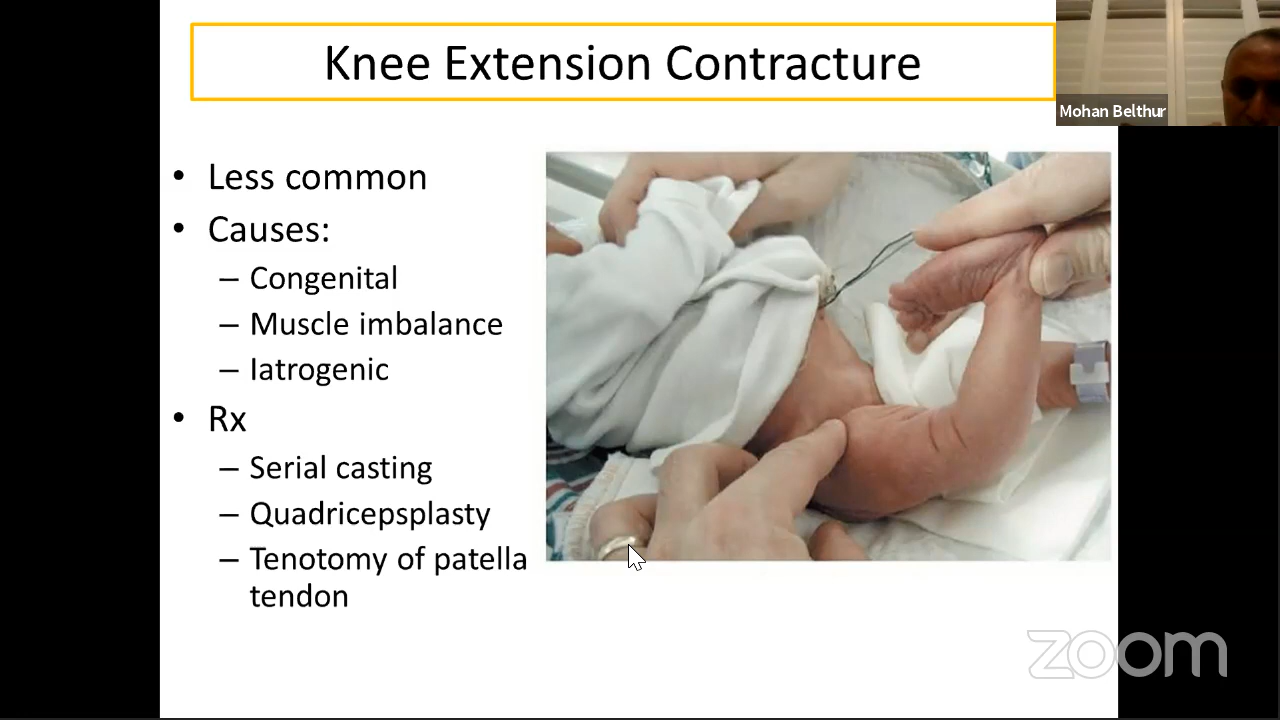 Knee Extension Contracture
Mohan Belthur
• Less common
• Causes:
– Congenital
– Muscle imbalance
– Iatrogenic
• Rx
– Serial casting
– Quadricepsplasty
– Tenotomy of patella
tendon
zoom